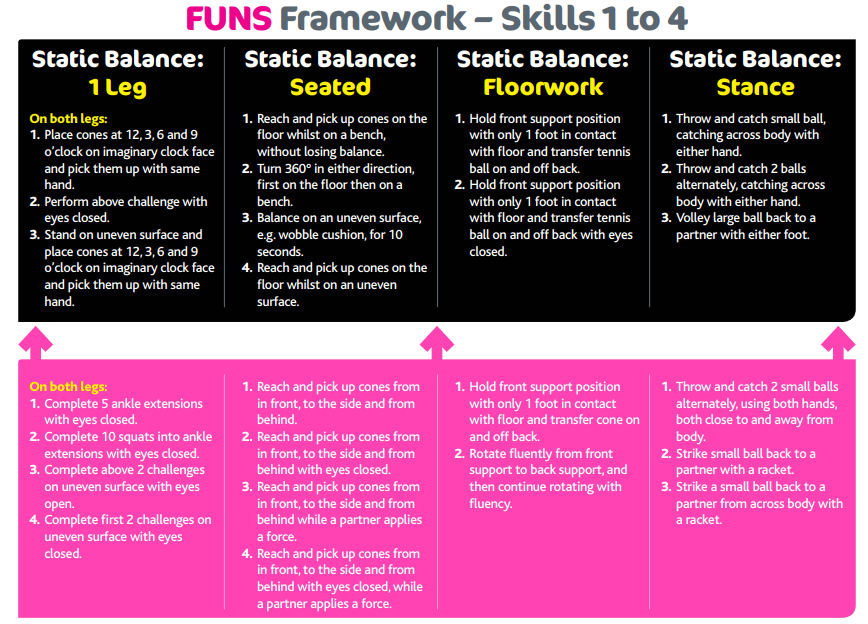 FUNS Framework – Skills 1 to 4
Static Balance:
1 Leg
On both legs:
1. Place cones at 12, 3, 6 and 9
o'clock on imaginary clock face
and pick them up with same
hand.
2. Perform above challenge with
eyes closed.
3. Stand on uneven surface and
place cones at 12, 3, 6 and 9
o'clock on imaginary clock face
and pick them up with same
hand.
Static Balance:
Seated
1. Reach and pick up cones on the
floor whilst on a bench,
without losing balance.
2. Turn 360° in either direction,
first on the floor then on a
bench.
3. Balance on an uneven surface,
e.g. wobble cushion, for 10
seconds.
4. Reach and pick up cones on the
floor whilst on an uneven
surface.
Static Balance:
Floorwork
1. Hold front support position
with only 1 foot in contact
with floor and transfer tennis
ball on and off back.
2. Hold front support position
with only 1 foot in contact
with floor and transfer tennis
ball on and off back with eyes
closed.
Static Balance:
Stance
1. Throw and catch small ball,
catching across body with
either hand.
2. Throw and catch 2 balls
alternately, catching across
body with either hand.
3. Volley large ball back to a
partner with either foot.
On both legs:
1. Complete 5 ankle extensions
with eyes closed.
2. Complete 10 squats into ankle
extensions with eyes closed.
3. Complete above 2 challenges
on uneven surface with eyes
open.
4. Complete first 2 challenges on
uneven surface with eyes
closed.
1. Reach and pick up cones from
in front, to the side and from
behind.
2. Reach and pick up cones from
in front, to the side and from
behind with eyes closed.
3. Reach and pick up cones from
in front, to the side and from
behind while a partner applies
a force.
4. Reach and pick up cones from
in front, to the side and from
behind with eyes closed, while
a partner applies a force.
1. Hold front support position
with only 1 foot in contact
with floor and transfer cone on
and off back.
2. Rotate fluently from front
support to back support, and
then continue rotating with
fluency.
1. Throw and catch 2 small balls
alternately, using both hands,
both close to and away from
body.
2. Strike small ball back to a
partner with a racket.
3. Strike a small ball back to a
partner from across body with
a racket.